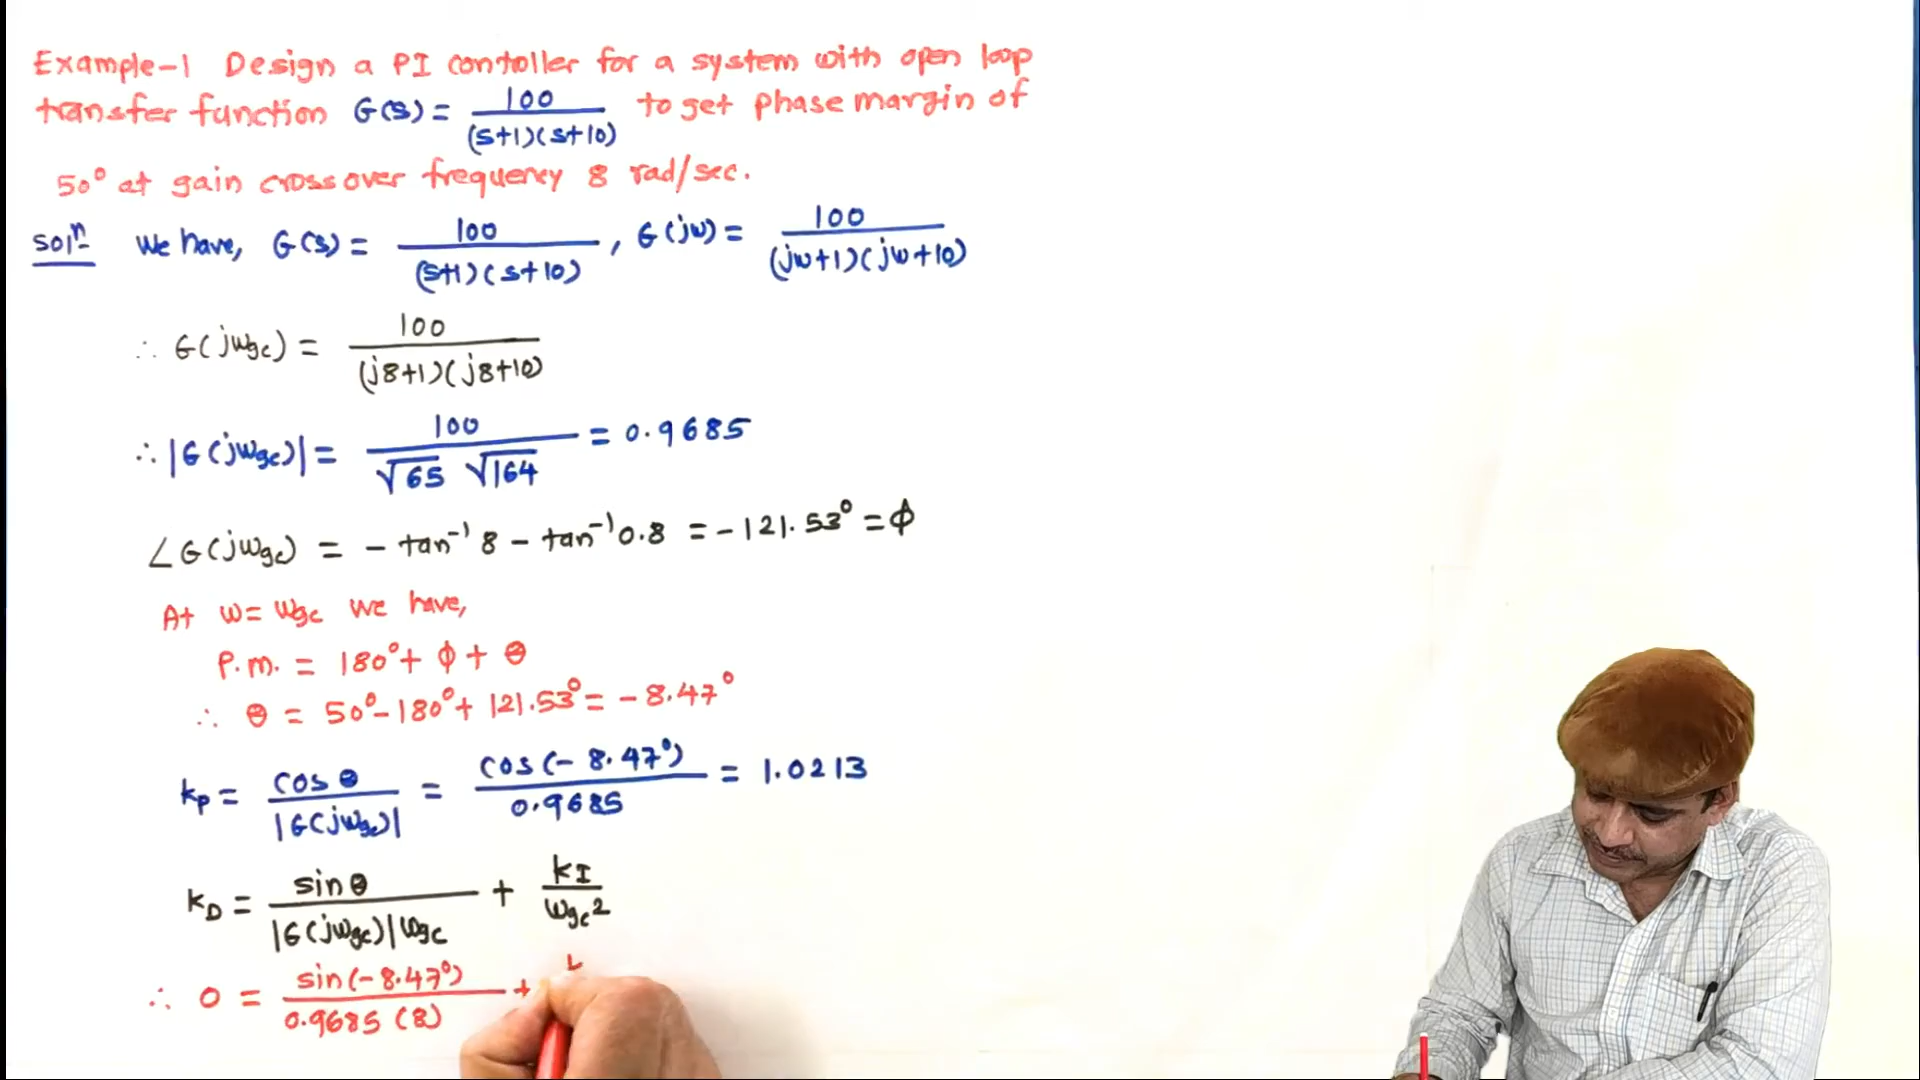 Example-1 Design a PI contoller for a system with open loop
transfer function G(s) = 100 / (s+1)(s+10) to get phase margin of
50° at gain crossover frequency 8 rad/sec.
Solⁿ We have, G(s) = 100 / (s+1)(s+10) , G(jω) = 100 / (jω+1)(jω+10)
∴ G(jωgc) = 100 / (j8+1)(j8+10)
∴ |G(jωgc)| = 100 / √65 √164 = 0.9685
∠G(jωgc) = - tan⁻¹ 8 - tan⁻¹ 0.8 = - 121.53° = ϕ
At ω = ωgc we have,
P.m. = 180° + ϕ + θ
∴ θ = 50° - 180° + 121.53° = - 8.47°
kp = cos θ / |G(jωgc)| = cos (- 8.47°) / 0.9685 = 1.0213
kD = sin θ / |G(jωgc)| ωgc + kI / ωgc²
∴ 0 = sin(- 8.47°) / 0.9685 (8) +